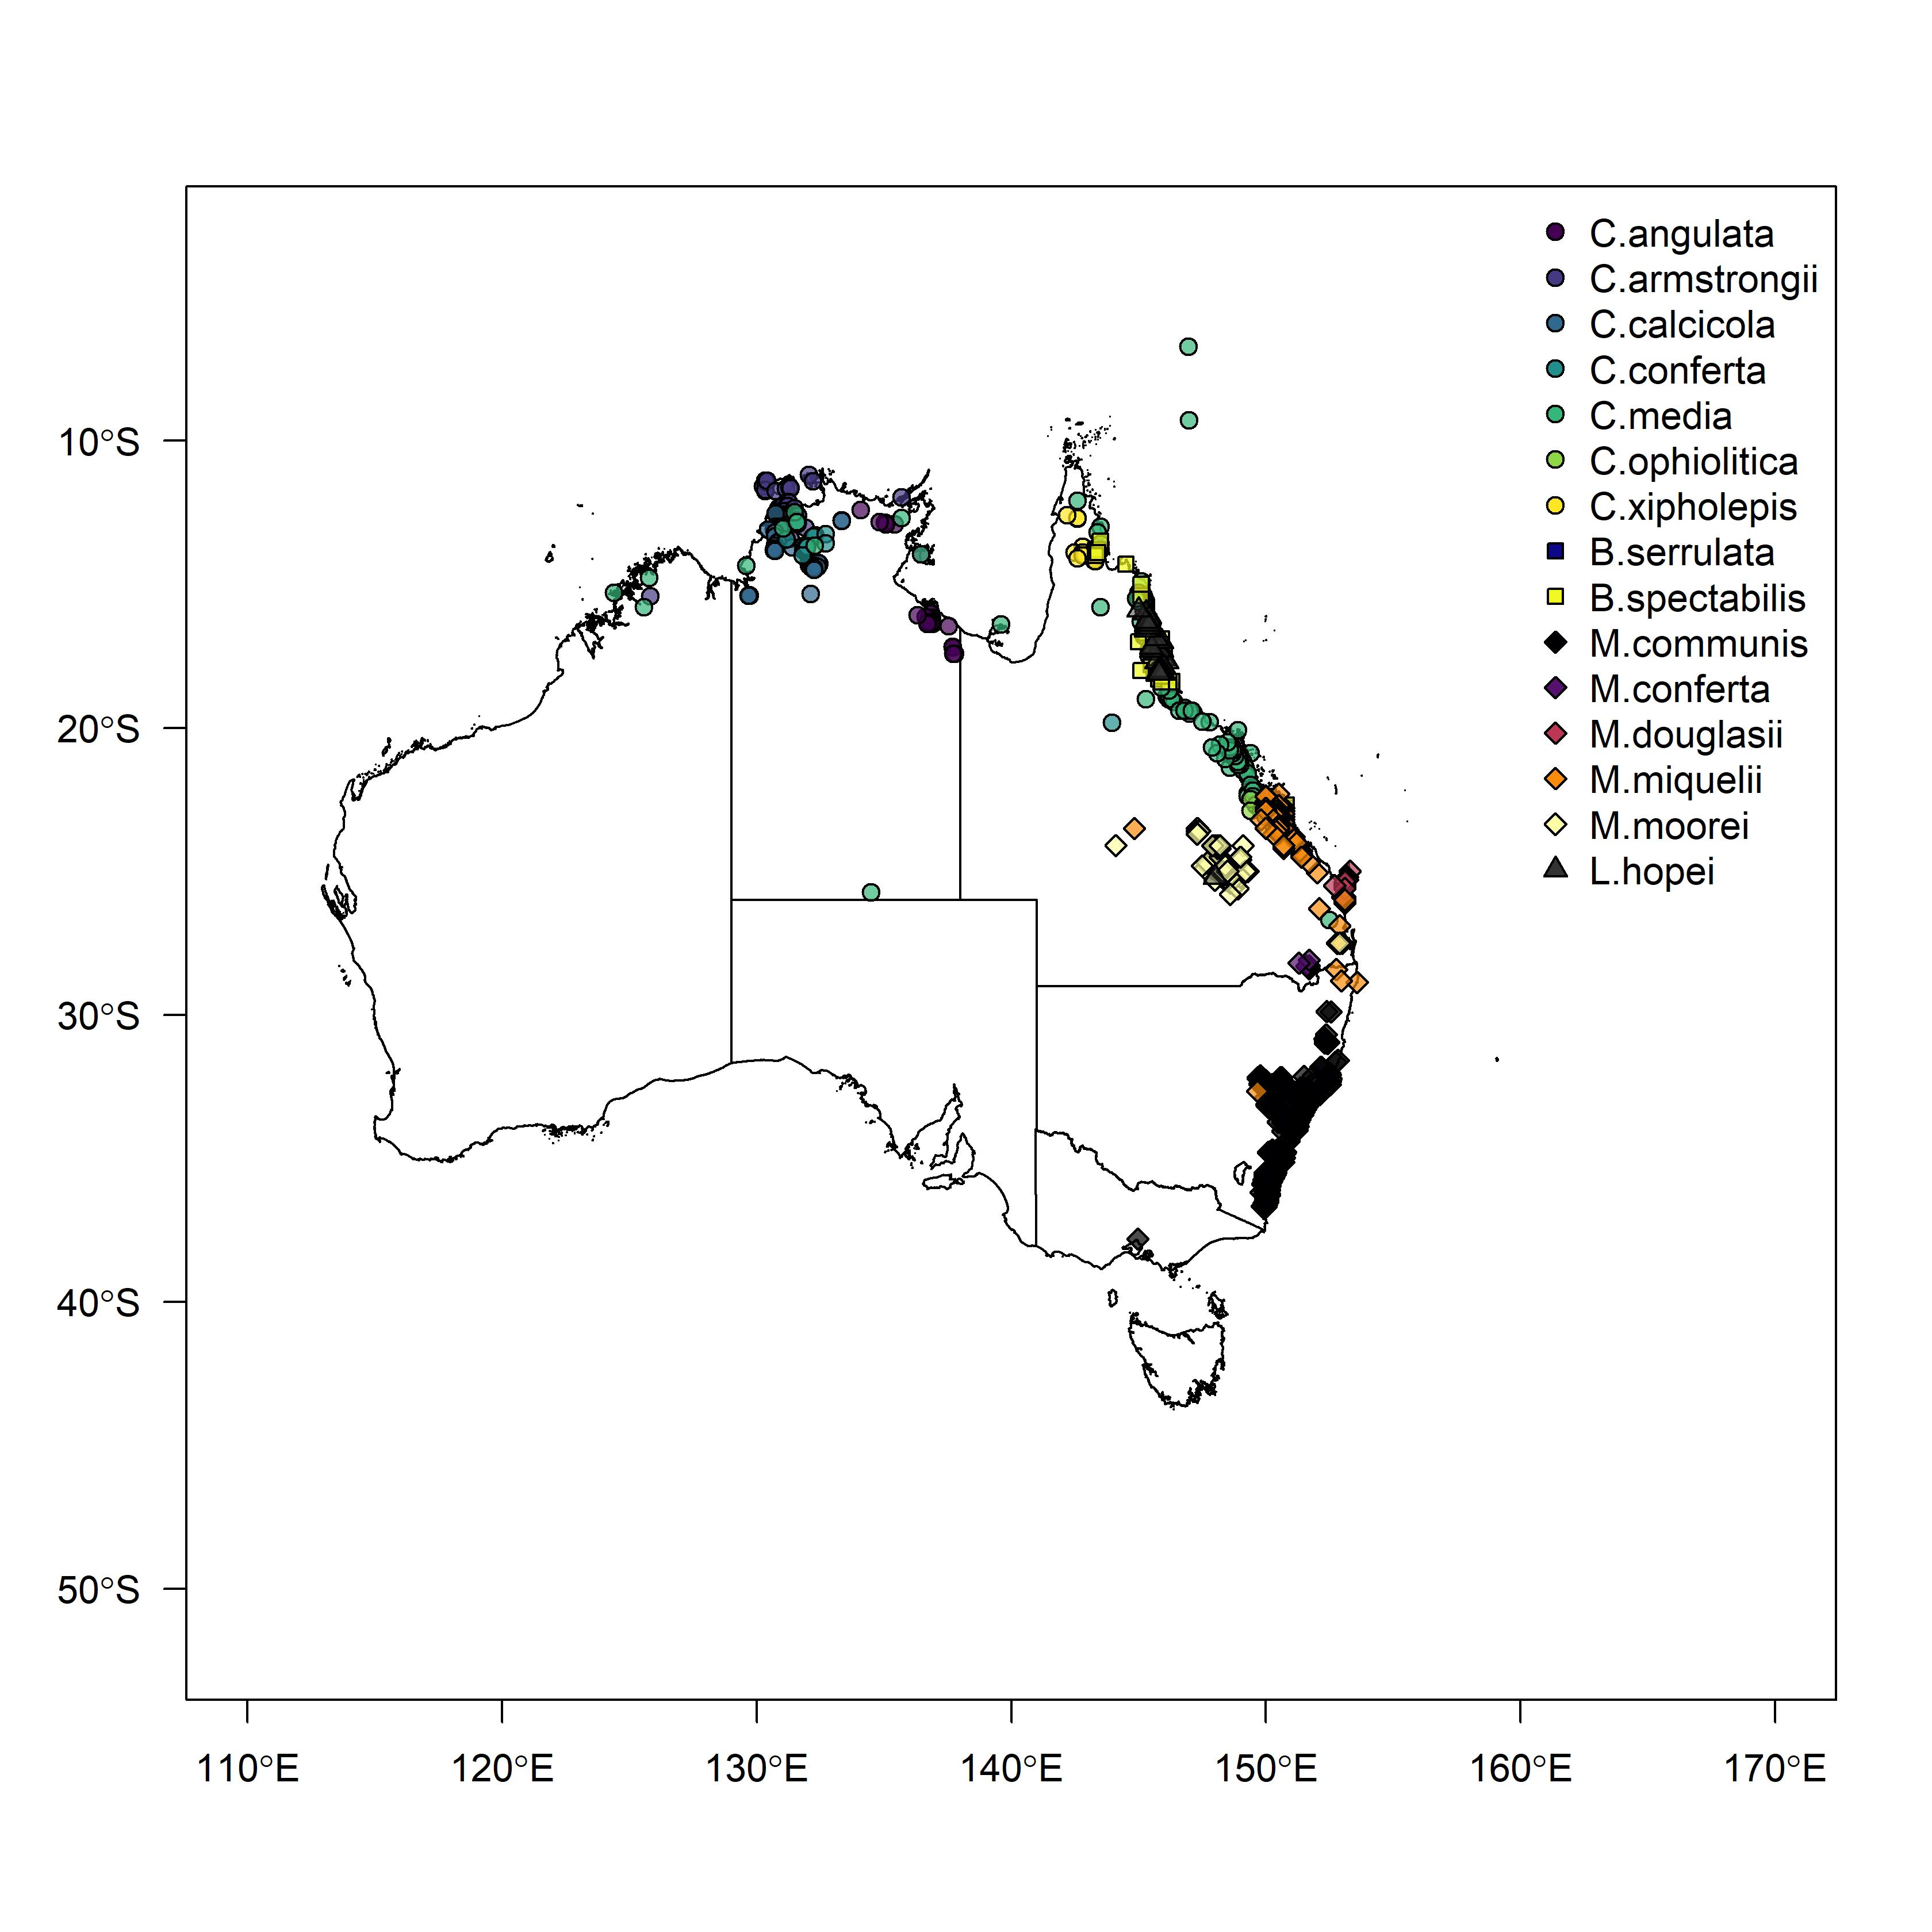 C.angulata
C.armstrongii
C.calcicola
C.conferta
C.media
C.ophiolitica
C.xipholepis
B.serrulata
B.spectabilis
M.communis
M.conferta
M.douglasii
M.miquelii
M.moorei
L.hopei
10°S
20°S
30°S
40°S
50°S
110°E 120°E 130°E 140°E 150°E 160°E 170°E